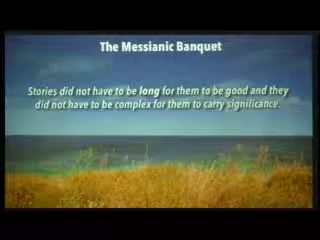 The Messianic Banquet
Stories did not have to be long for them to be good and they
did not have to be complex for them to carry significance.